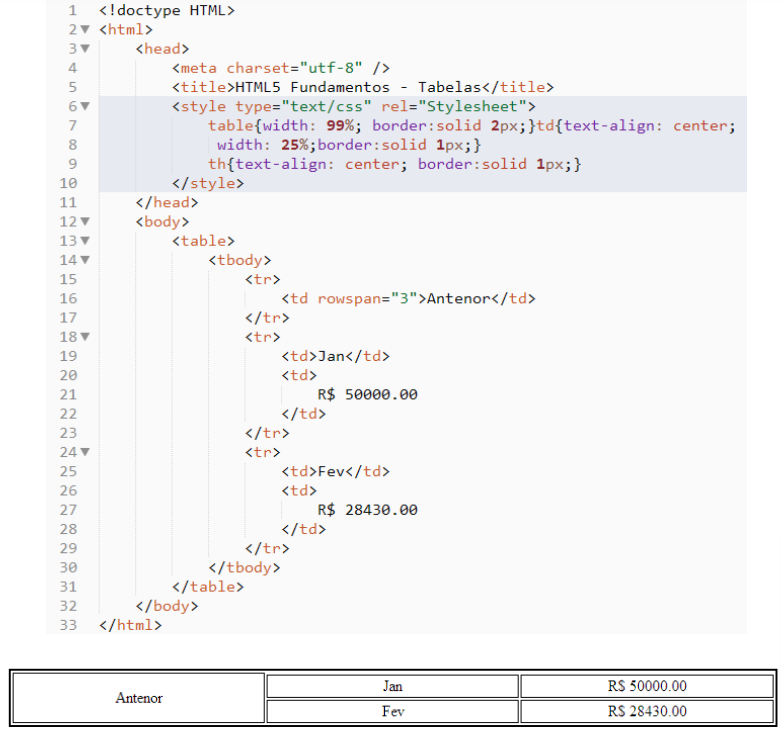 1 <!doctype HTML>
2 <html>
3 <head>
4 <meta charset="utf-8" />
5 <title>HTML5 Fundamentos - Tabelas</title>
6 <style type="text/css" rel="Stylesheet">
7 table{width: 99%; border:solid 2px;}td{text-align: center;
8 width: 25%;border:solid 1px;}
9 th{text-align: center; border:solid 1px;}
10 </style>
11 </head>
12 <body>
13 <table>
14 <tbody>
15 <tr>
16 <td rowspan="3">Antenor</td>
17 </tr>
18 <tr>
19 <td>Jan</td>
20 <td>
21 R$ 50000.00
22 </td>
23 </tr>
24 <tr>
25 <td>Fev</td>
26 <td>
27 R$ 28430.00
28 </td>
29 </tr>
30 </tbody>
31 </table>
32 </body>
33 </html>
Antenor
Jan R$ 50000.00
Fev R$ 28430.00